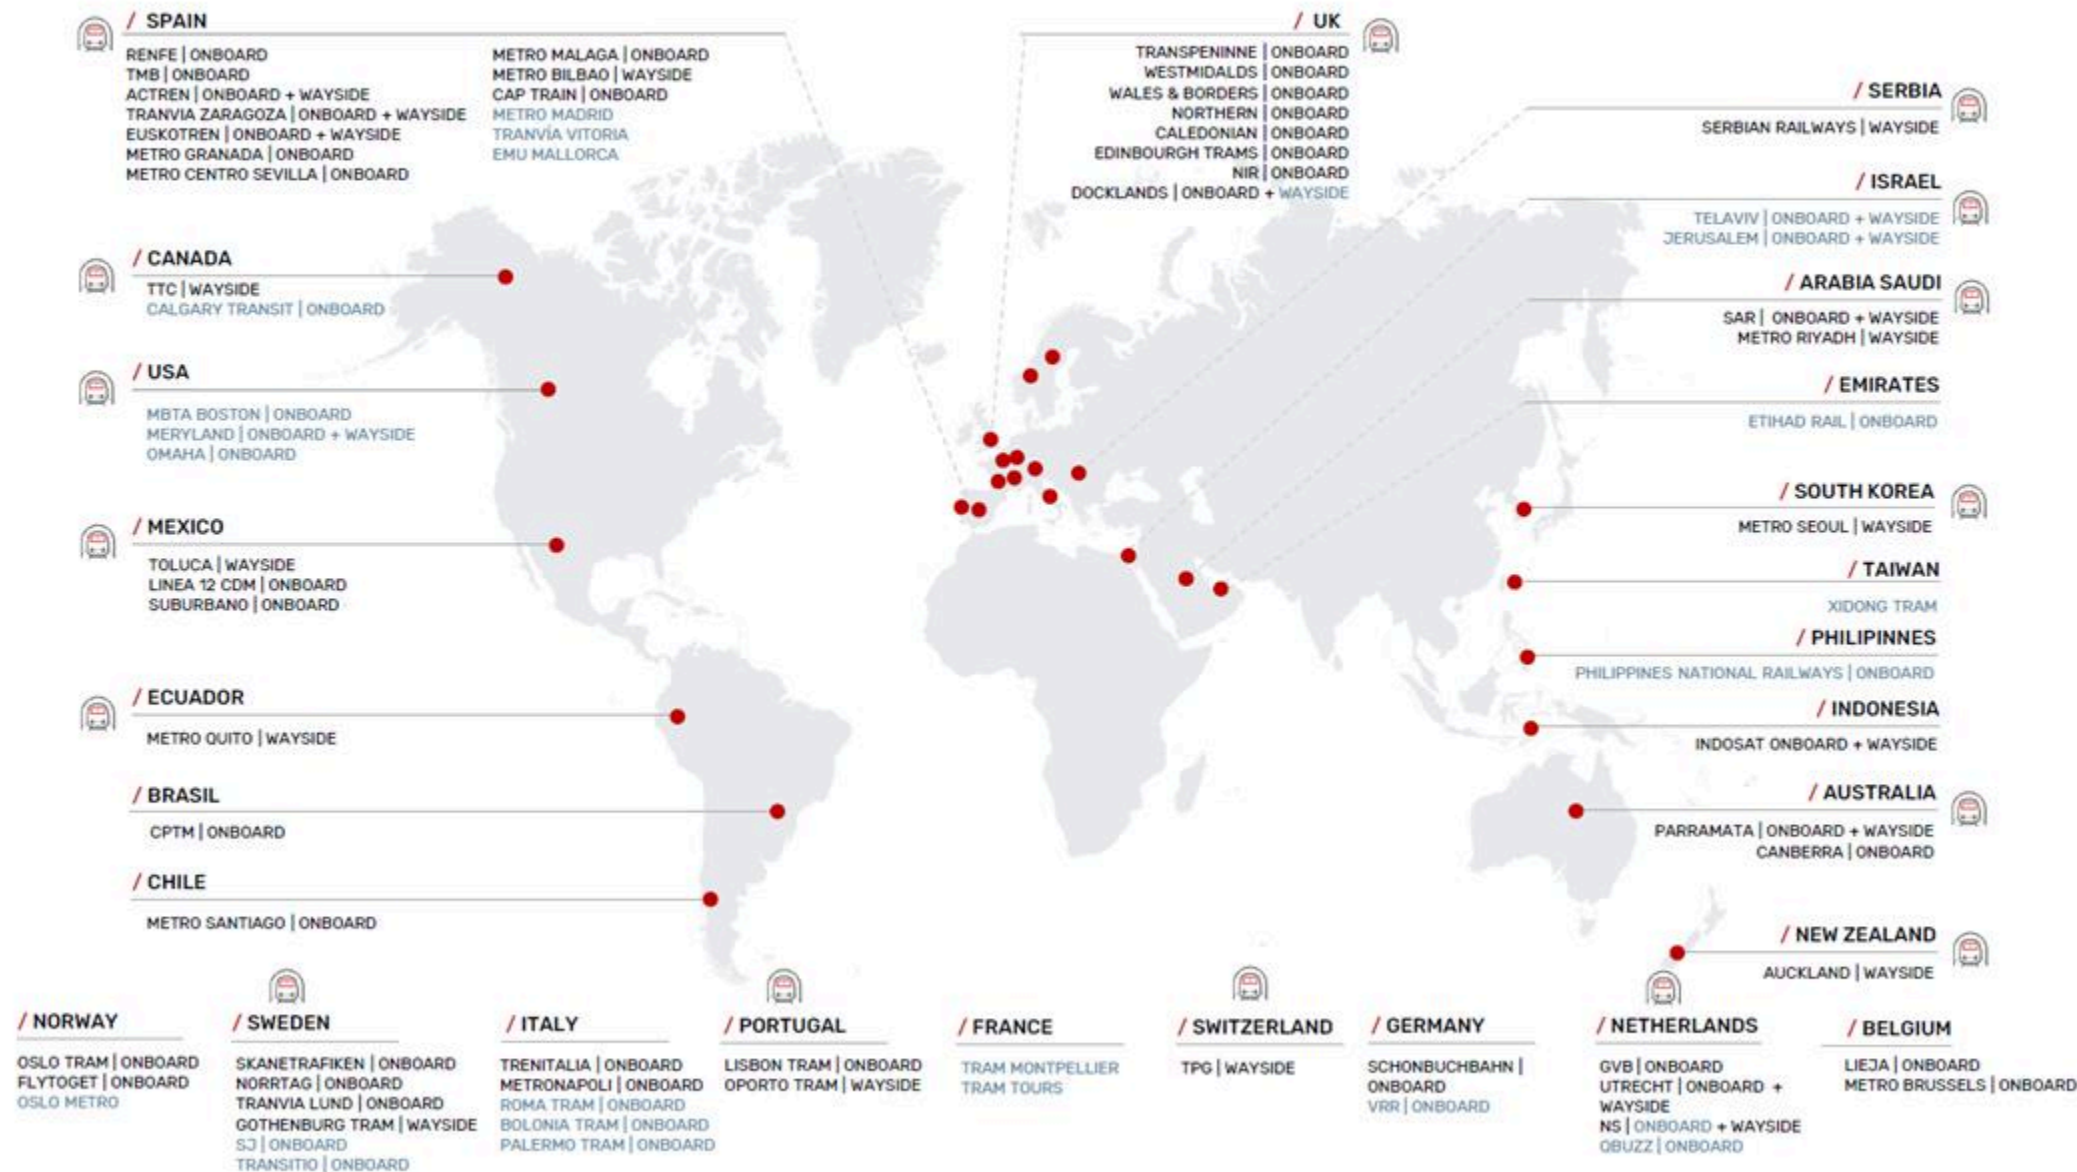 / SPAIN
RENFE | ONBOARD
TMB | ONBOARD
ACTREN | ONBOARD + WAYSIDE
TRANVIA ZARAGOZA | ONBOARD + WAYSIDE
EUSKOTREN | ONBOARD + WAYSIDE
METRO GRANADA | ONBOARD
METRO CENTRO SEVILLA | ONBOARD
METRO MALAGA | ONBOARD
METRO BILBAO | WAYSIDE
CAP TRAIN | ONBOARD
METRO MADRID
TRANVÍA VITORIA
EMU MALLORCA
/ UK
TRANSPENINNE | ONBOARD
WESTMIDALDS | ONBOARD
WALES & BORDERS | ONBOARD
NORTHERN | ONBOARD
CALEDONIAN | ONBOARD
EDINBOURGH TRAMS | ONBOARD
NIR | ONBOARD
DOCKLANDS | ONBOARD + WAYSIDE
/ SERBIA
SERBIAN RAILWAYS | WAYSIDE
/ ISRAEL
TELAVIV | ONBOARD + WAYSIDE
JERUSALEM | ONBOARD + WAYSIDE
/ ARABIA SAUDI
SAR | ONBOARD + WAYSIDE
METRO RIYADH | WAYSIDE
/ EMIRATES
ETIHAD RAIL | ONBOARD
/ SOUTH KOREA
METRO SEOUL | WAYSIDE
/ TAIWAN
XIDONG TRAM
/ PHILIPINNES
PHILIPPINES NATIONAL RAILWAYS | ONBOARD
/ INDONESIA
INDOSAT ONBOARD + WAYSIDE
/ AUSTRALIA
PARRAMATA | ONBOARD + WAYSIDE
CANBERRA | ONBOARD
/ NEW ZEALAND
AUCKLAND | WAYSIDE
/ CANADA
TTC | WAYSIDE
CALGARY TRANSIT | ONBOARD
/ USA
MBTA BOSTON | ONBOARD
MERYLAND | ONBOARD + WAYSIDE
OMAHA | ONBOARD
/ MEXICO
TOLUCA | WAYSIDE
LINEA 12 CDM | ONBOARD
SUBURBANO | ONBOARD
/ ECUADOR
METRO QUITO | WAYSIDE
/ BRASIL
CPTM | ONBOARD
/ CHILE
METRO SANTIAGO | ONBOARD
/ NORWAY
OSLO TRAM | ONBOARD
FLYTOGET | ONBOARD
OSLO METRO
/ SWEDEN
SKANETRAFIKEN | ONBOARD
NORRTAG | ONBOARD
TRANVIA LUND | ONBOARD
GOTHENBURG TRAM | WAYSIDE
SJ | ONBOARD
TRANSITIO | ONBOARD
/ ITALY
TRENITALIA | ONBOARD
METRONAPOLI | ONBOARD
ROMA TRAM | ONBOARD
BOLONIA TRAM | ONBOARD
PALERMO TRAM | ONBOARD
/ PORTUGAL
LISBON TRAM | ONBOARD
OPORTO TRAM | WAYSIDE
/ FRANCE
TRAM MONTPELLIER
TRAM TOURS
/ SWITZERLAND
TPG | WAYSIDE
/ GERMANY
SCHONBUCHBAHN |
ONBOARD
VRR | ONBOARD
/ NETHERLANDS
GVB | ONBOARD
UTRECHT | ONBOARD +
WAYSIDE
NS | ONBOARD + WAYSIDE
QBUZZ | ONBOARD
/ BELGIUM
LIEJA | ONBOARD
METRO BRUSSELS | ONBOARD